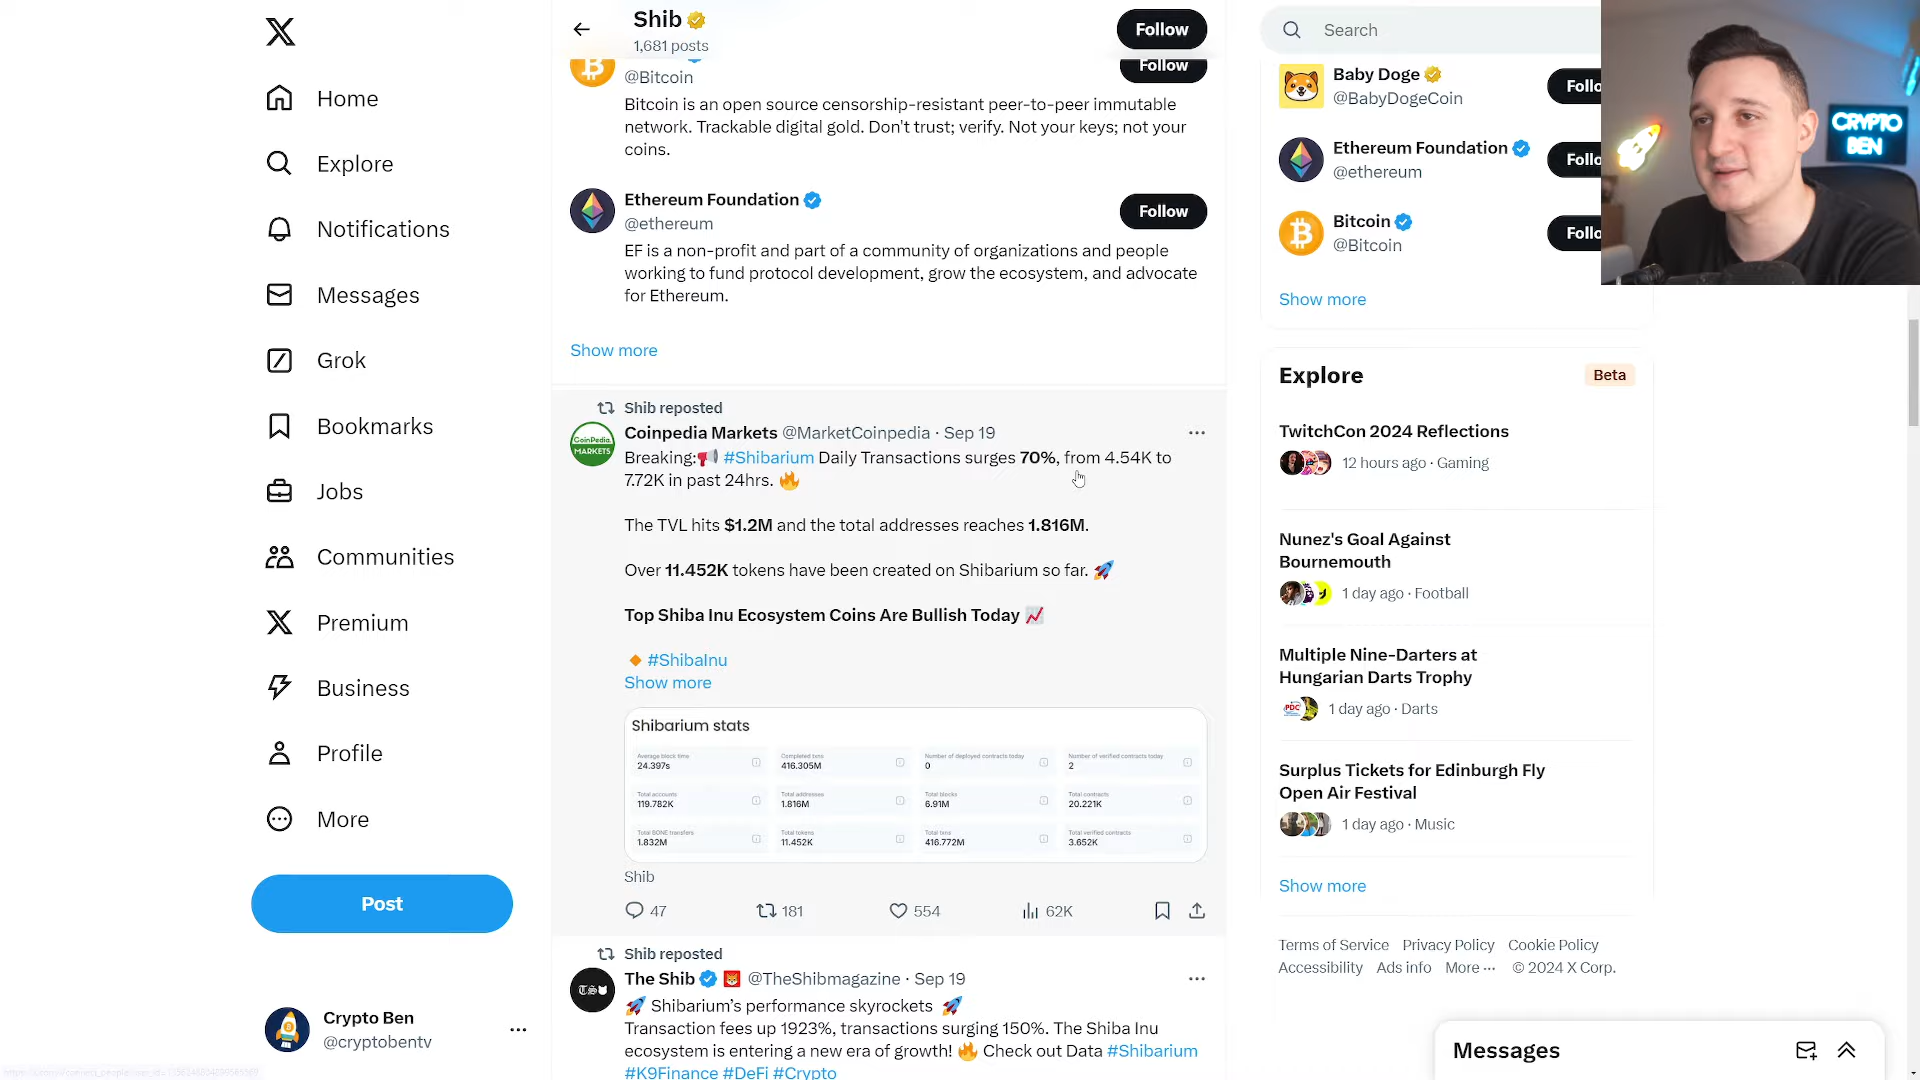 Shib
1,681 posts
Follow
Search
@Bitcoin
Follow
Bitcoin is an open source censorship-resistant peer-to-peer immutable
network. Trackable digital gold. Don't trust; verify. Not your keys; not your
coins.
Ethereum Foundation
@ethereum
Follow
EF is a non-profit and part of a community of organizations and people
working to fund protocol development, grow the ecosystem, and advocate
for Ethereum.
Show more
Home
Explore
Notifications
Messages
Grok
Bookmarks
Jobs
Communities
Premium
Business
Profile
More
Post
Crypto Ben
@cryptobentv
Shib reposted
CoinPedia
MARKETS
Coinpedia Markets @MarketCoinpedia · Sep 19
Breaking:📢 #Shibarium Daily Transactions surges 70%, from 4.54K to
7.72K in past 24hrs. 🔥
The TVL hits $1.2M and the total addresses reaches 1.816M.
Over 11.452K tokens have been created on Shibarium so far. 🚀
Top Shiba Inu Ecosystem Coins Are Bullish Today 📈
🔸 #ShibaInu
Show more
Shibarium stats
Average block time
24.397s
Completed txns
416.305M
Number of deployed contracts today
0
Number of verified contracts today
2
Total accounts
119.782K
Total addresses
1.816M
Total blocks
6.91M
Total contracts
20.221K
Total BONE transfers
1.832M
Total tokens
11.452K
Total txns
416.772M
Total verified contracts
3.652K
Shib
47 181 554 62K
Shib reposted
The Shib @TheShibmagazine · Sep 19
🚀 Shibarium's performance skyrockets 🚀
Transaction fees up 1923%, transactions surging 150%. The Shiba Inu
ecosystem is entering a new era of growth! 🔥 Check out Data #Shibarium
#K9Finance #DeFi #Crypto
Baby Doge
@BabyDogeCoin
Follo
Ethereum Foundation
@ethereum
Follo
Bitcoin
@Bitcoin
Follo
Show more
CRYPTO
BEN
Explore
Beta
TwitchCon 2024 Reflections
12 hours ago · Gaming
Nunez's Goal Against
Bournemouth
1 day ago · Football
Multiple Nine-Darters at
Hungarian Darts Trophy
PDC
1 day ago · Darts
Surplus Tickets for Edinburgh Fly
Open Air Festival
1 day ago · Music
Show more
Terms of Service Privacy Policy Cookie Policy
Accessibility Ads info More ··· © 2024 X Corp.
Messages